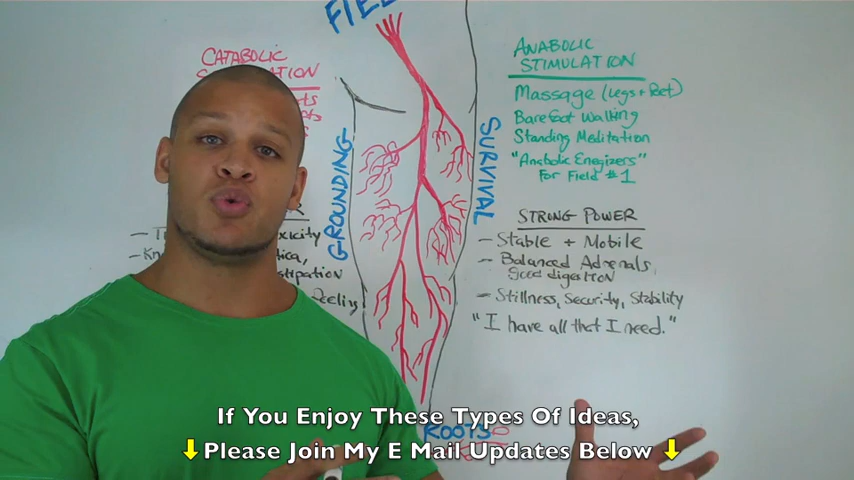 FIEL
CATABOLIC
ANABOLIC
STIMULATION
Massage (Legs + Feet)
Barefoot Walking
Standing Meditation
"Anabolic Enegizers"
For Field #1
GROUNDING
SURVIVAL
STRONG POWER
- Stable + Mobile
- Balanced Adrenals,
good digestion
- Stillness, Security, Stability
"I have all that I need."
ROOTS
If You Enjoy These Types Of Ideas,
Please Join My E Mail Updates Below